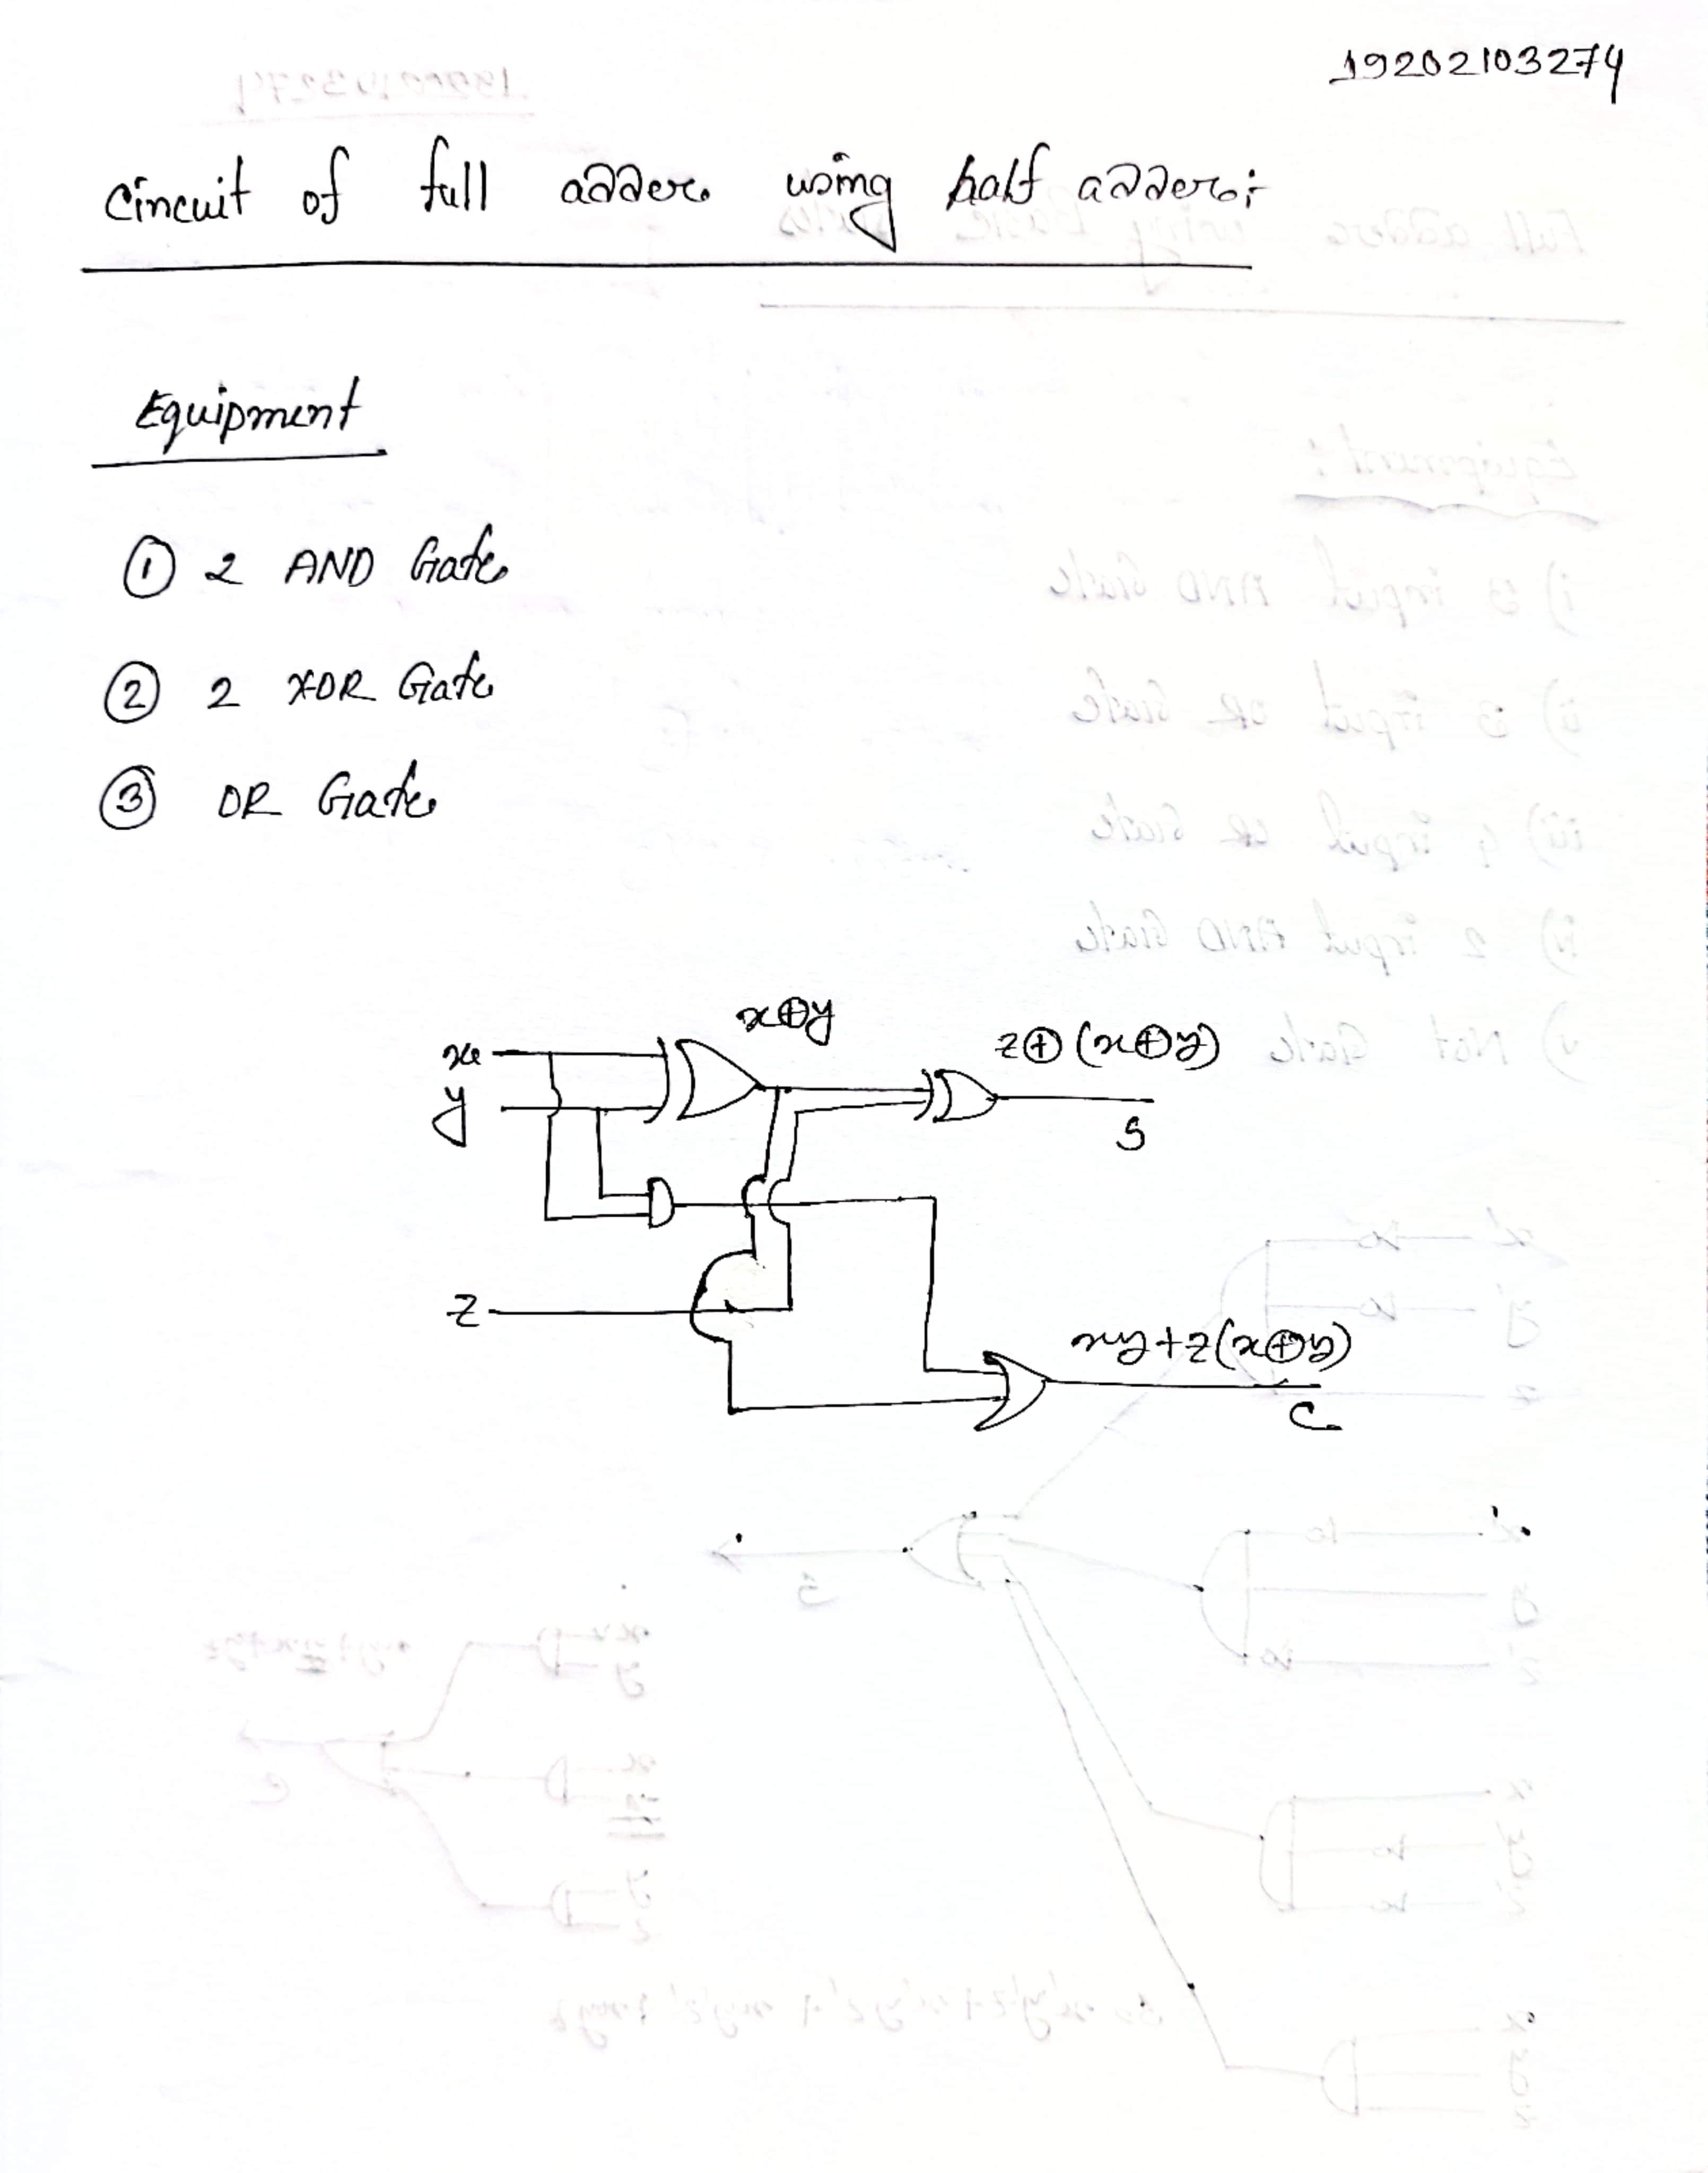 19202103274
Circuit of full adder using half adder:
Equipment
① 2 AND Gate
② 2 XOR Gate
③ OR Gate
x⊕y
z⊕(x⊕y)
x
y
S
z
xy+z(x⊕y)
C